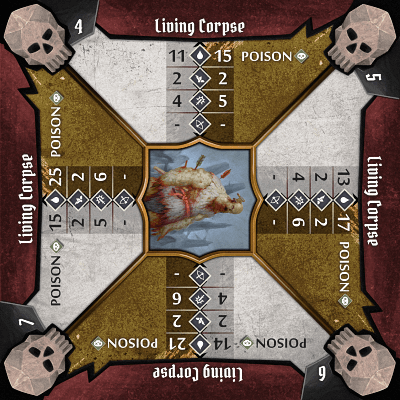 4
Living Corpse
11 15 POISON
2 2
4 5
- -
5
Living Corpse
13 17 POISON
2 2
4 6
- -
6
Living Corpse
14 POISON 21 POISON
2 2
4 6
- -
7
Living Corpse
15 POISON 25 POISON
2 2
5 6
- -